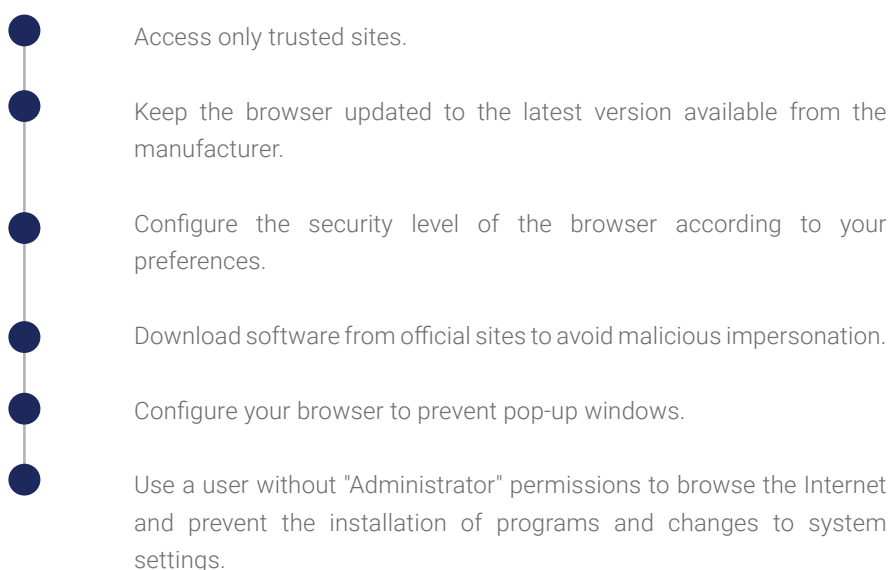 Access only trusted sites.
Keep the browser updated to the latest version available from the
manufacturer.
Configure the security level of the browser according to your
preferences.
Download software from official sites to avoid malicious impersonation.
Configure your browser to prevent pop-up windows.
Use a user without "Administrator" permissions to browse the Internet
and prevent the installation of programs and changes to system
settings.